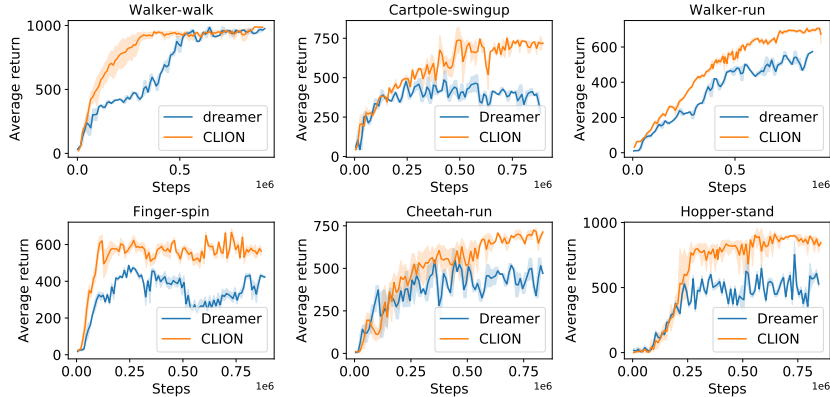 Walker-walk
Average return
1000
500
0
dreamer
CLION
0.0
0.5
Steps
1e6
Cartpole-swingup
Average return
750
500
250
0
Dreamer
CLION
0.00
0.25
0.50
0.75
Steps
1e6
Walker-run
Average return
600
400
200
0
Dreamer
CLION
0.0
0.5
Steps
1e6
Finger-spin
Average return
600
400
200
0
Dreamer
CLION
0.00
0.25
0.50
0.75
Steps
1e6
Cheetah-run
Average return
750
500
250
0
Dreamer
CLION
0.00
0.25
0.50
0.75
Steps
1e6
Hopper-stand
Average return
1000
500
0
Dreamer
CLION
0.00
0.25
0.50
0.75
Steps
1e6